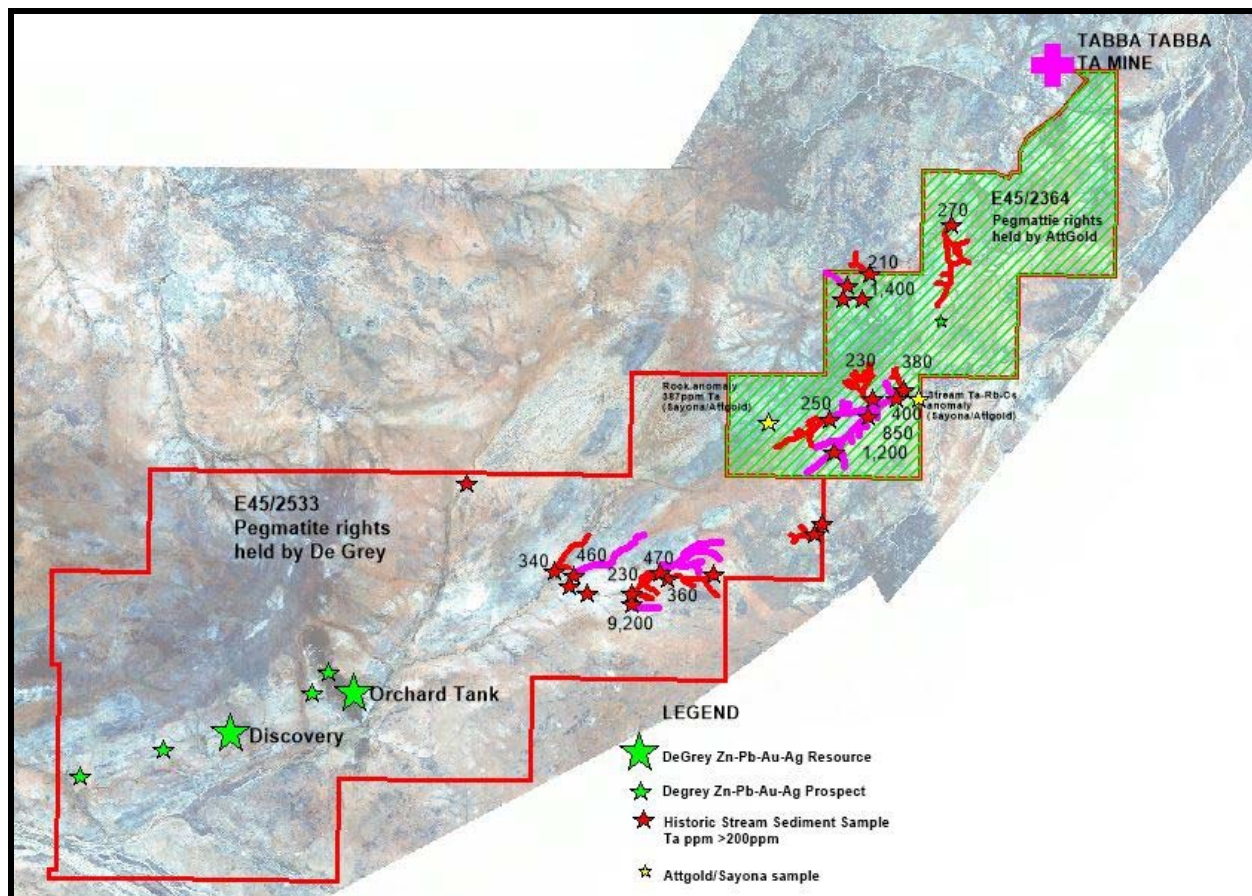 TABBA TABBA
TA MINE
E45/2364
Pegmattie rights
held by AttGold
270
210
1,400
230
380
Rock anomaly
387ppm Ta
(Sayona/Attgold)
Stream Ta-Rb-Cs
anomaly
(Sayona/Attgold)
250
400
850
1,200
E45/2533
Pegmatite rights
held by De Grey
340
460
230
470
360
9,200
Orchard Tank
Discovery
LEGEND
DeGrey Zn-Pb-Au-Ag Resource
Degrey Zn-Pb-Au-Ag Prospect
Historic Stream Sediment Sample
Ta ppm >200ppm
Attgold/Sayona sample